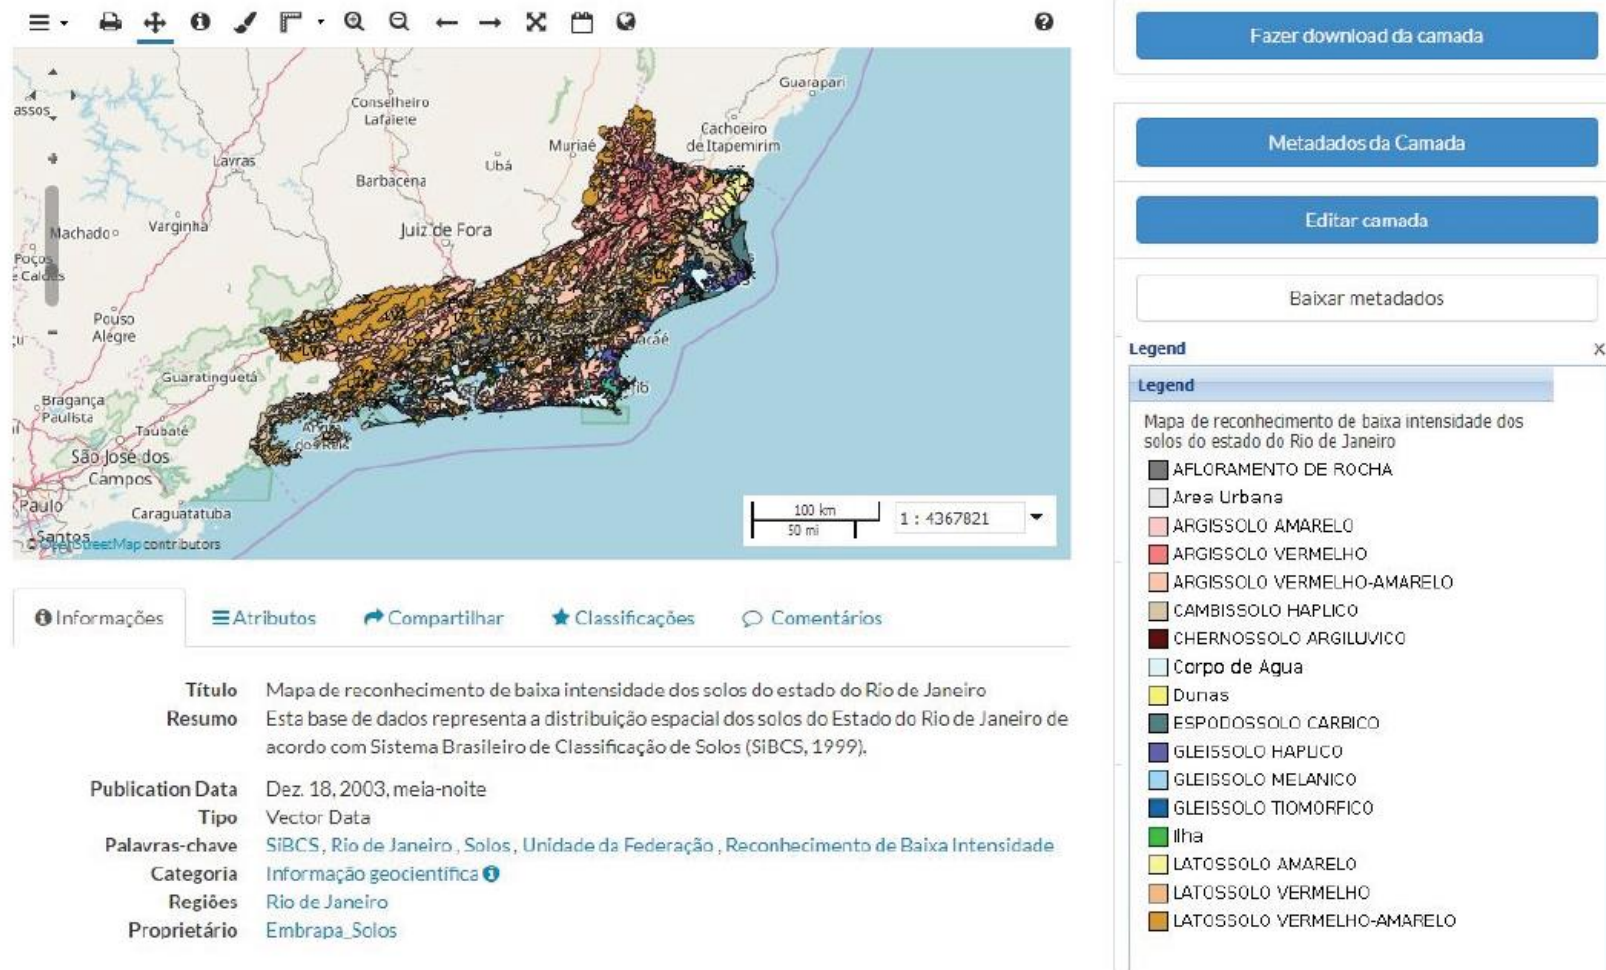 Fazer download da camada
Metadados da Camada
Editar camada
Baixar metadados
Guarapari
Conselheiro
Lafaiete
assos
Cachoeiro
de Itapemirim
Muriaé
Ubá
Lavras
Barbacena
Varginha
Machado
Juiz de Fora
Poços
e Caldas
Pouso
Alegre
Guaratinguetá
Bragança
Paulista
Taubaté
São José dos
Campos
Angra
dos Reis
Paulo
Caraguatatuba
Santos
© OpenStreetMap contributors
100 km
50 mi
1 : 4367821
Legend
Legend
Mapa de reconhecimento de baixa intensidade dos
solos do estado do Rio de Janeiro
AFLORAMENTO DE ROCHA
Area Urbana
ARGISSOLO AMARELO
ARGISSOLO VERMELHO
ARGISSOLO VERMELHO-AMARELO
CAMBISSOLO HAPLICO
CHERNOSSOLO ARGILUVICO
Corpo de Agua
Dunas
ESPODOSSOLO CARBICO
GLEISSOLO HAPLICO
GLEISSOLO MELANICO
GLEISSOLO TIOMORFICO
Ilha
LATOSSOLO AMARELO
LATOSSOLO VERMELHO
LATOSSOLO VERMELHO-AMARELO
Informações Atributos Compartilhar Classificações Comentários
Título Mapa de reconhecimento de baixa intensidade dos solos do estado do Rio de Janeiro
Resumo Esta base de dados representa a distribuição espacial dos solos do Estado do Rio de Janeiro de
acordo com Sistema Brasileiro de Classificação de Solos (SiBCS, 1999).
Publication Data Dez. 18, 2003, meia-noite
Tipo Vector Data
Palavras-chave SiBCS , Rio de Janeiro , Solos , Unidade da Federação , Reconhecimento de Baixa Intensidade
Categoria Informação geocientífica
Regiões Rio de Janeiro
Proprietário Embrapa_Solos